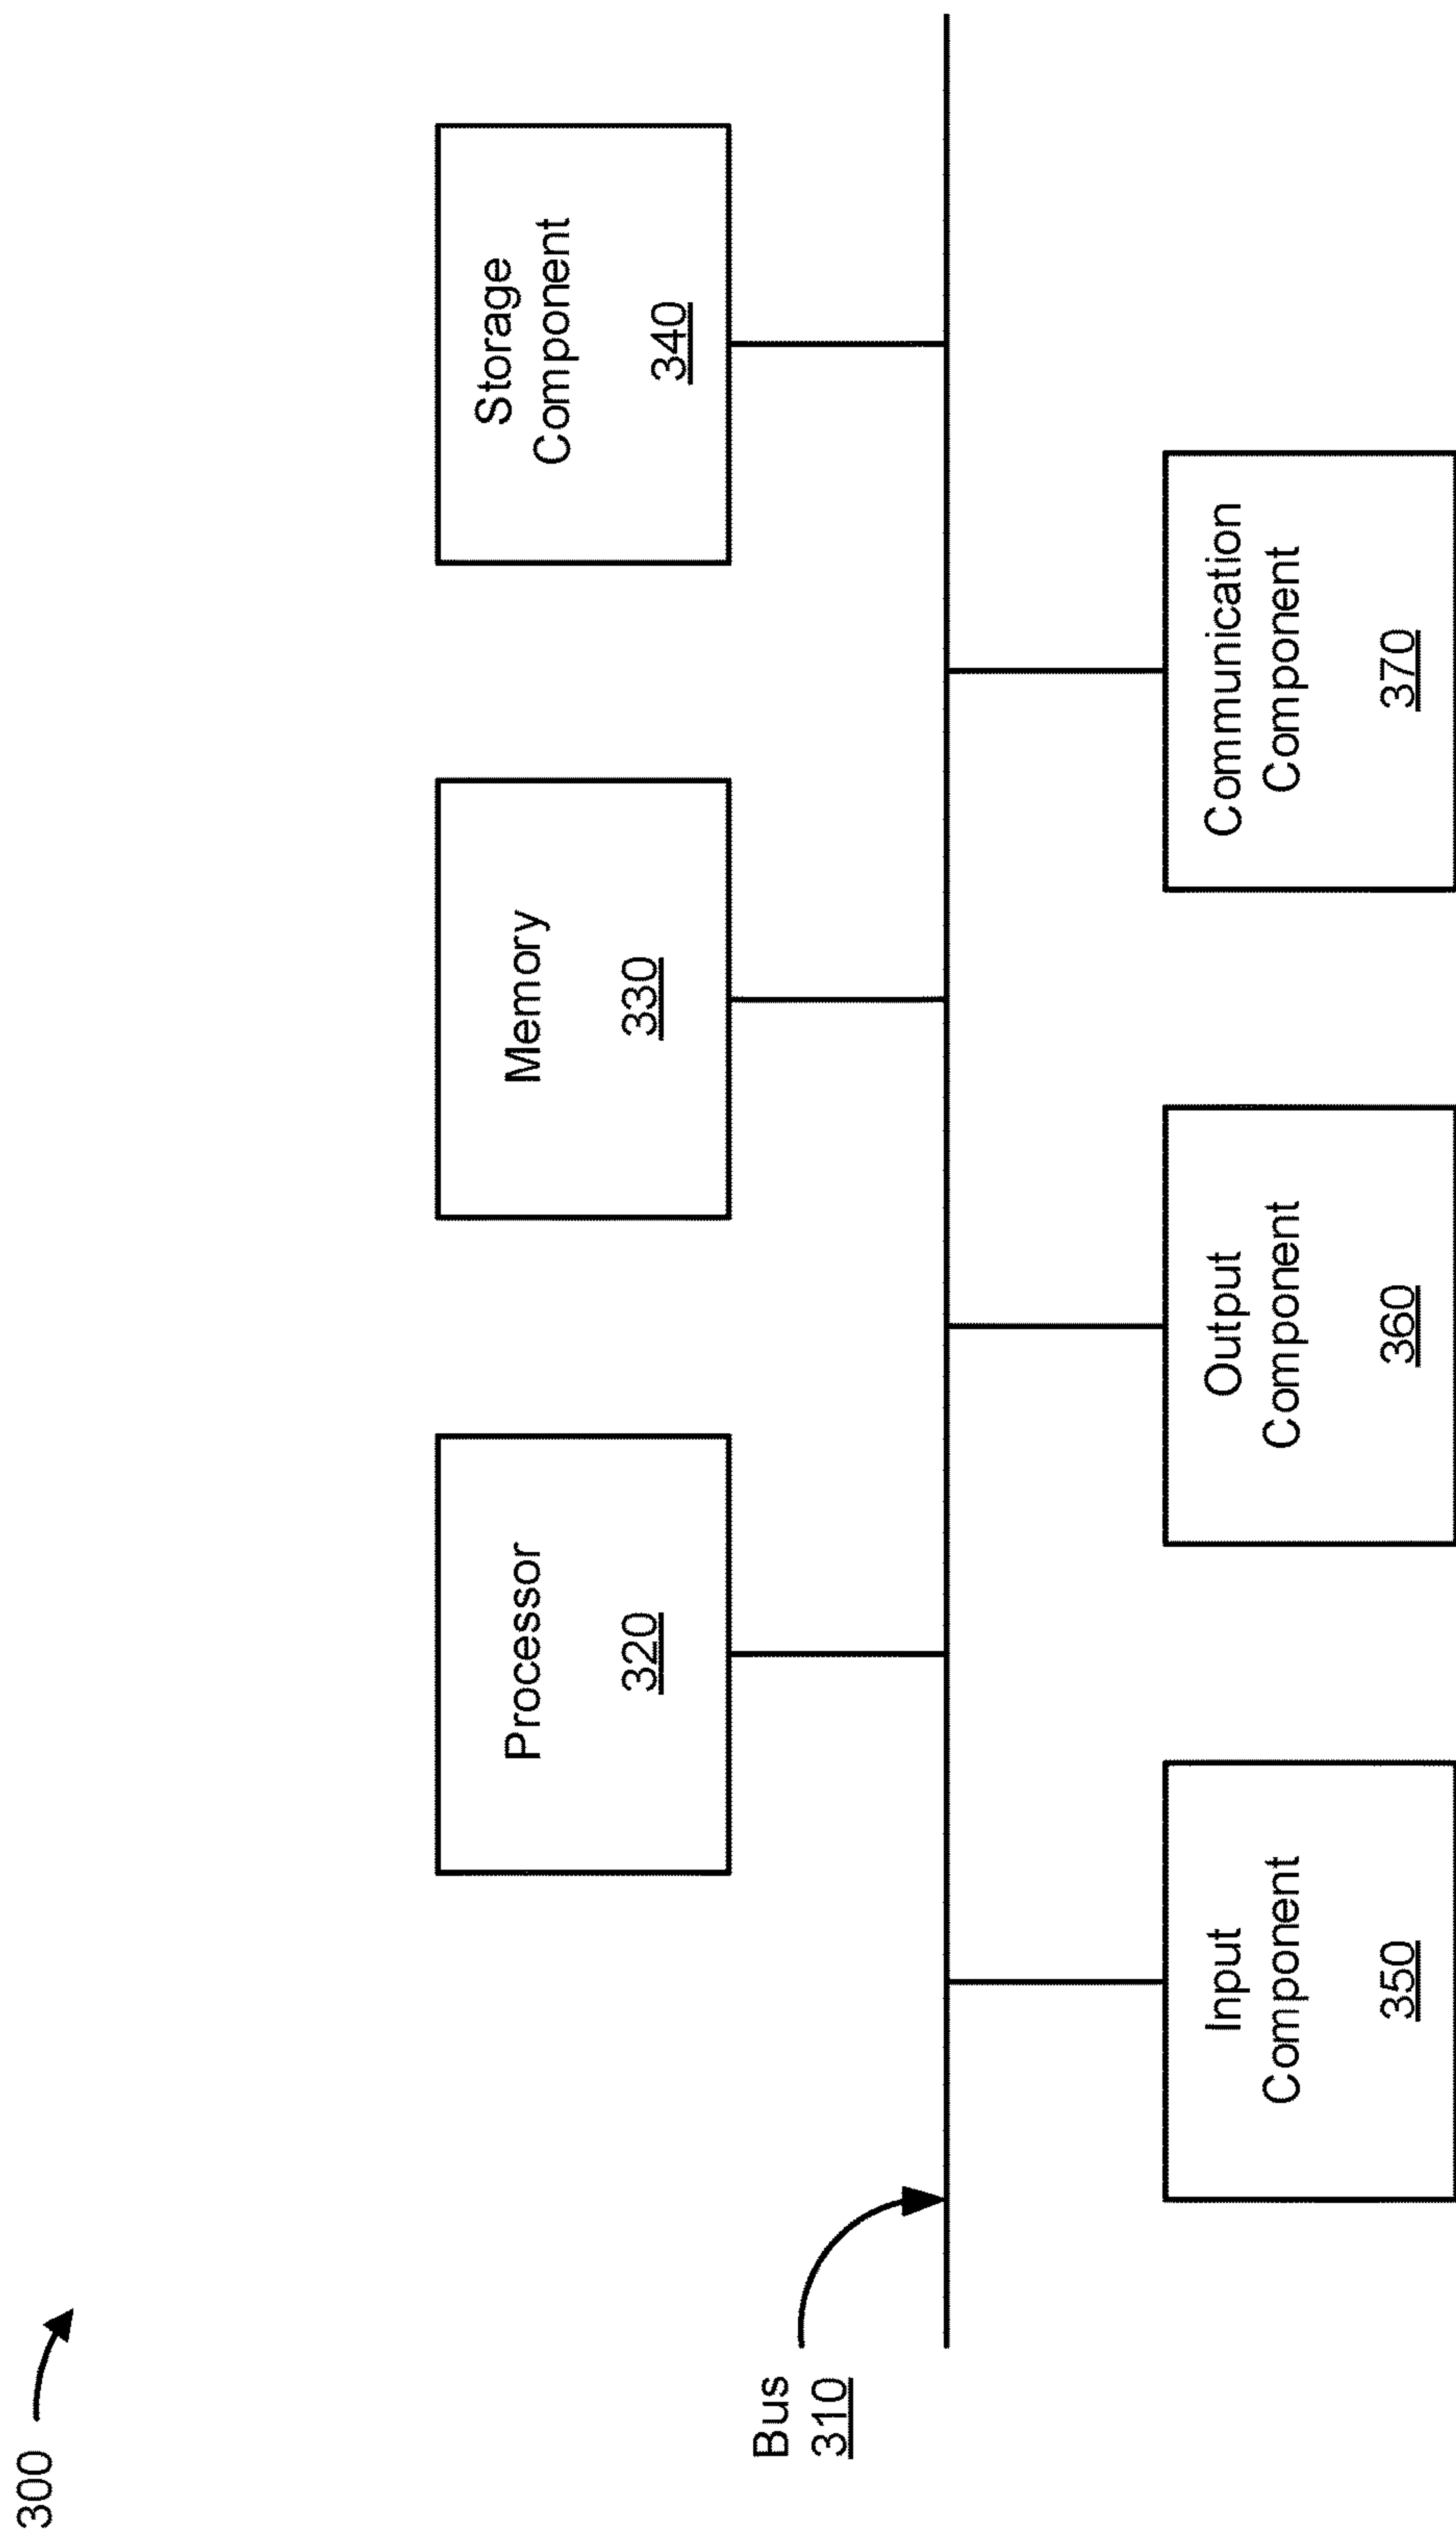 300
Processor
320
Memory
330
Storage
Component
340
Bus
310
Input
Component
350
Output
Component
360
Communication
Component
370